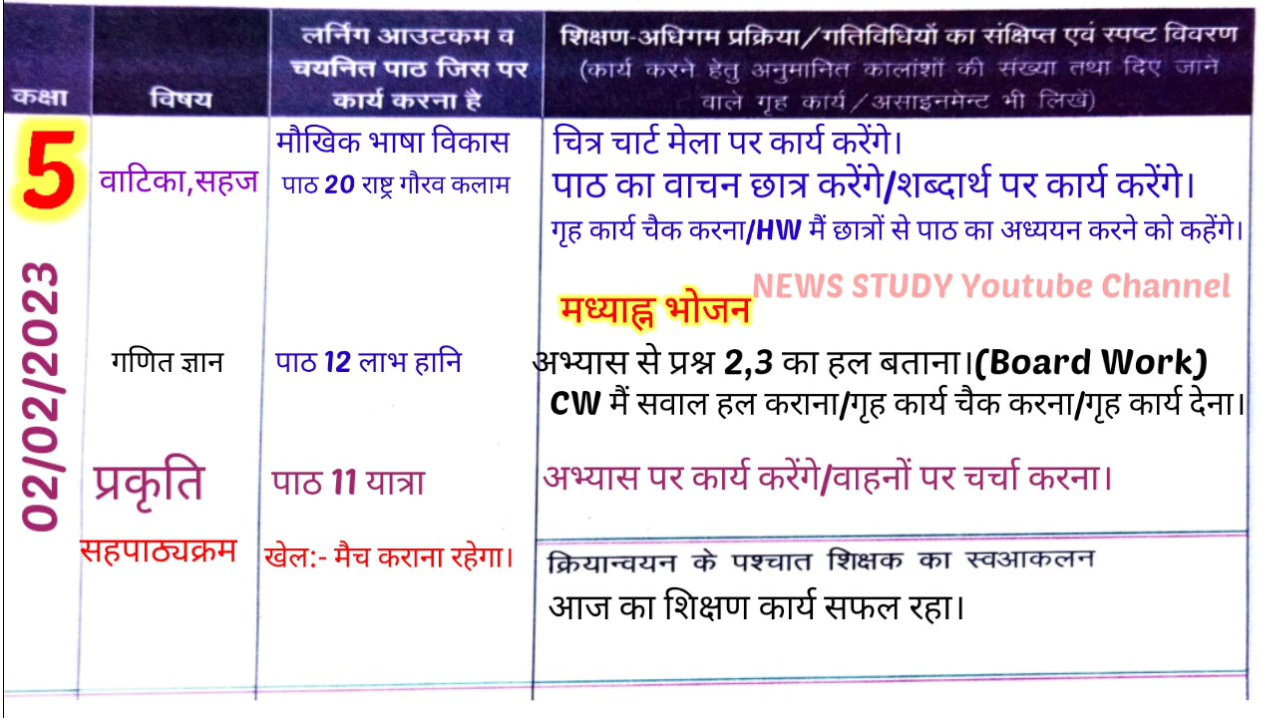 कक्षा
विषय
लर्निंग आउटकम व
चयनित पाठ जिस पर
कार्य करना है
शिक्षण-अधिगम प्रक्रिया/गतिविधियों का संक्षिप्त एवं स्पष्ट विवरण
(कार्य करने हेतु अनुमानित कालांशों की संख्या तथा दिए जाने
वाले गृह कार्य/असाइनमेन्ट भी लिखें)
5
02/02/2023
वाटिका,सहज
मौखिक भाषा विकास
पाठ 20 राष्ट्र गौरव कलाम
चित्र चार्ट मेला पर कार्य करेंगे।
पाठ का वाचन छात्र करेंगे/शब्दार्थ पर कार्य करेंगे।
गृह कार्य चैक करना/HW मैं छात्रों से पाठ का अध्ययन करने को कहेंगे।
NEWS STUDY Youtube Channel
मध्याह्न भोजन
गणित ज्ञान
पाठ 12 लाभ हानि
अभ्यास से प्रश्न 2,3 का हल बताना।(Board Work)
CW मैं सवाल हल कराना/गृह कार्य चैक करना/गृह कार्य देना।
प्रकृति
पाठ 11 यात्रा
अभ्यास पर कार्य करेंगे/वाहनों पर चर्चा करना।
सहपाठ्यक्रम
खेल:- मैच कराना रहेगा।
क्रियान्वयन के पश्चात शिक्षक का स्वआकलन
आज का शिक्षण कार्य सफल रहा।